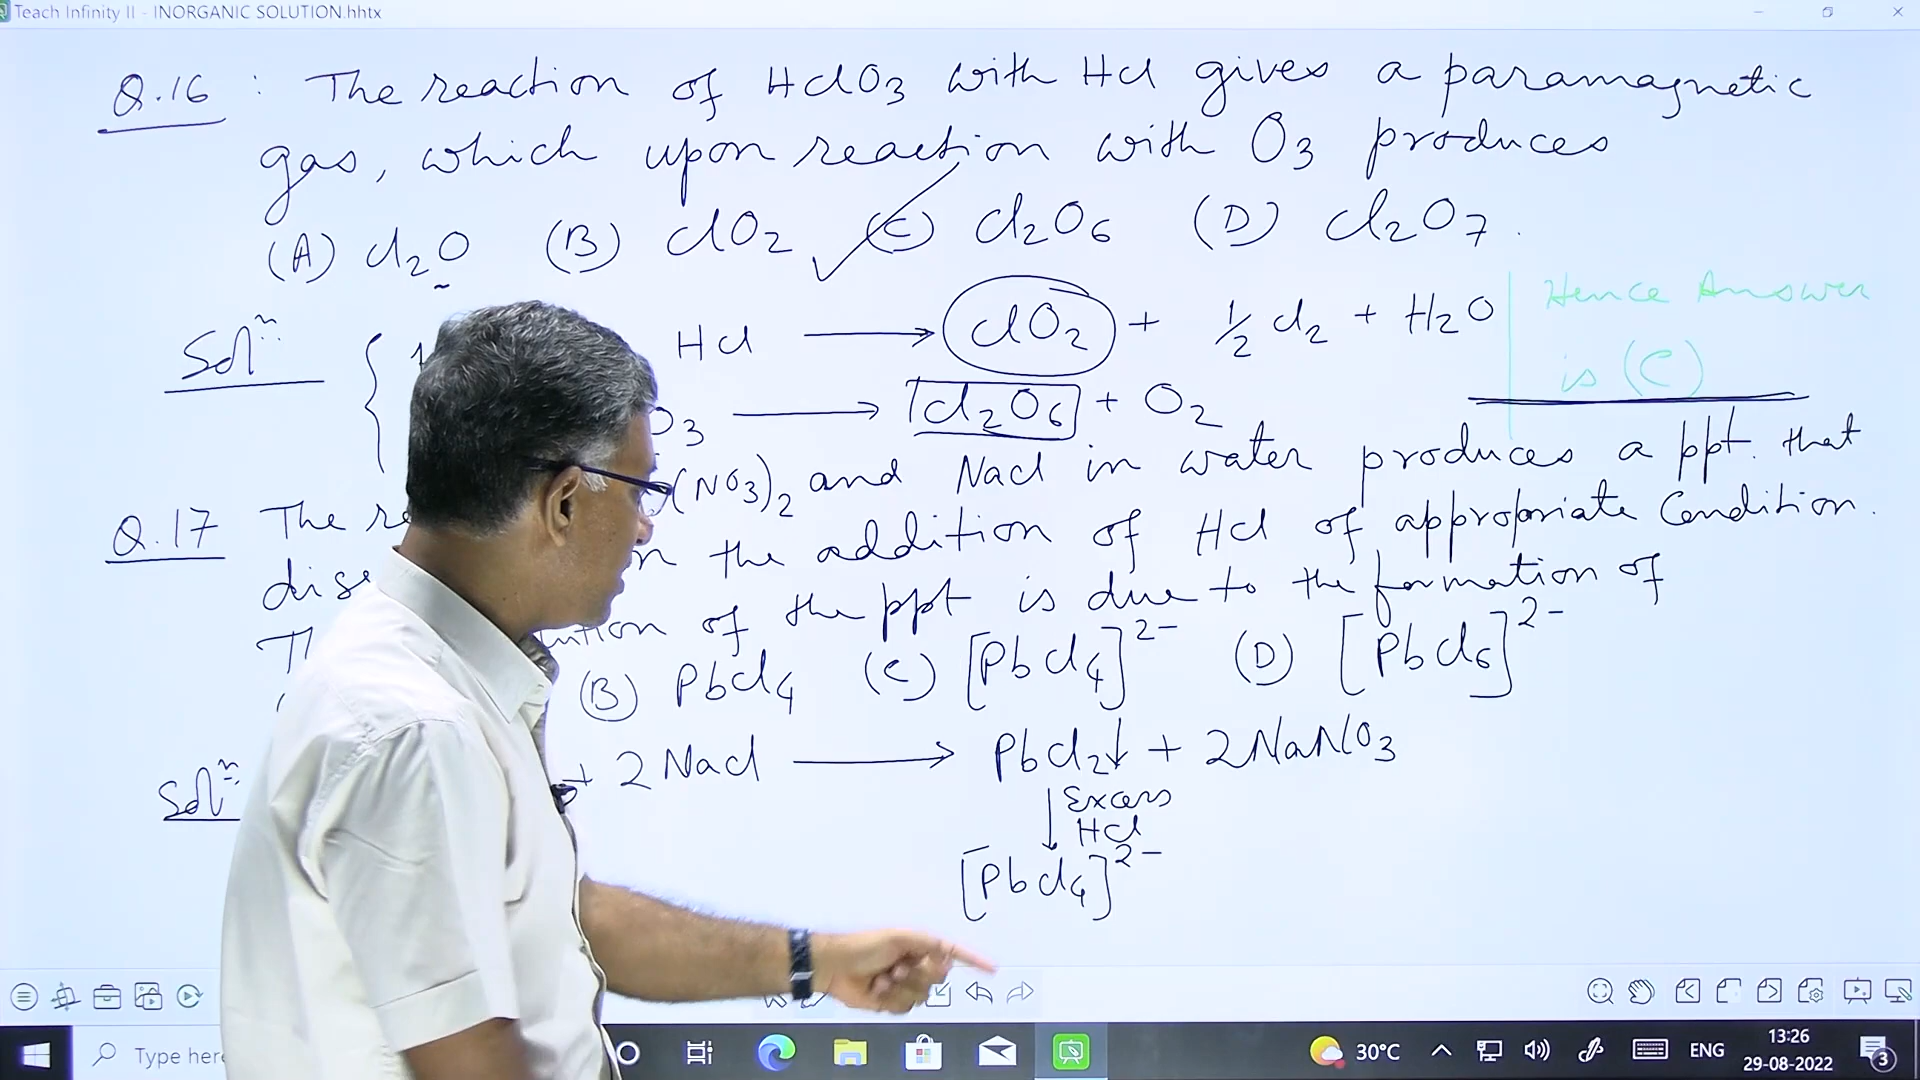 Teach Infinity II - INORGANIC SOLUTION.hhtx
Q.16 : The reaction of HClO3 with HCl gives a paramagnetic
gas, which upon reaction with O3 produces
(A) Cl2O (B) ClO2 (C) Cl2O6 (D) Cl2O7.
Solⁿ HCl → ClO2 + 1/2 Cl2 + H2O
Hence Answer
is (C)
O3 → Cl2O6 + O2
Q.17 The (NO3)2 and NaCl in water produces a ppt. that
the addition of HCl of appropriate Condition.
of the ppt is due to the formation of
(B) PbCl4 (C) [PbCl4]²⁻ (D) [PbCl6]²⁻
Solⁿ + 2NaCl → PbCl2↓ + 2NaNO3
↓ Excess
HCl
[PbCl4]²⁻
Type here
30°C
ENG
13:26
29-08-2022
3